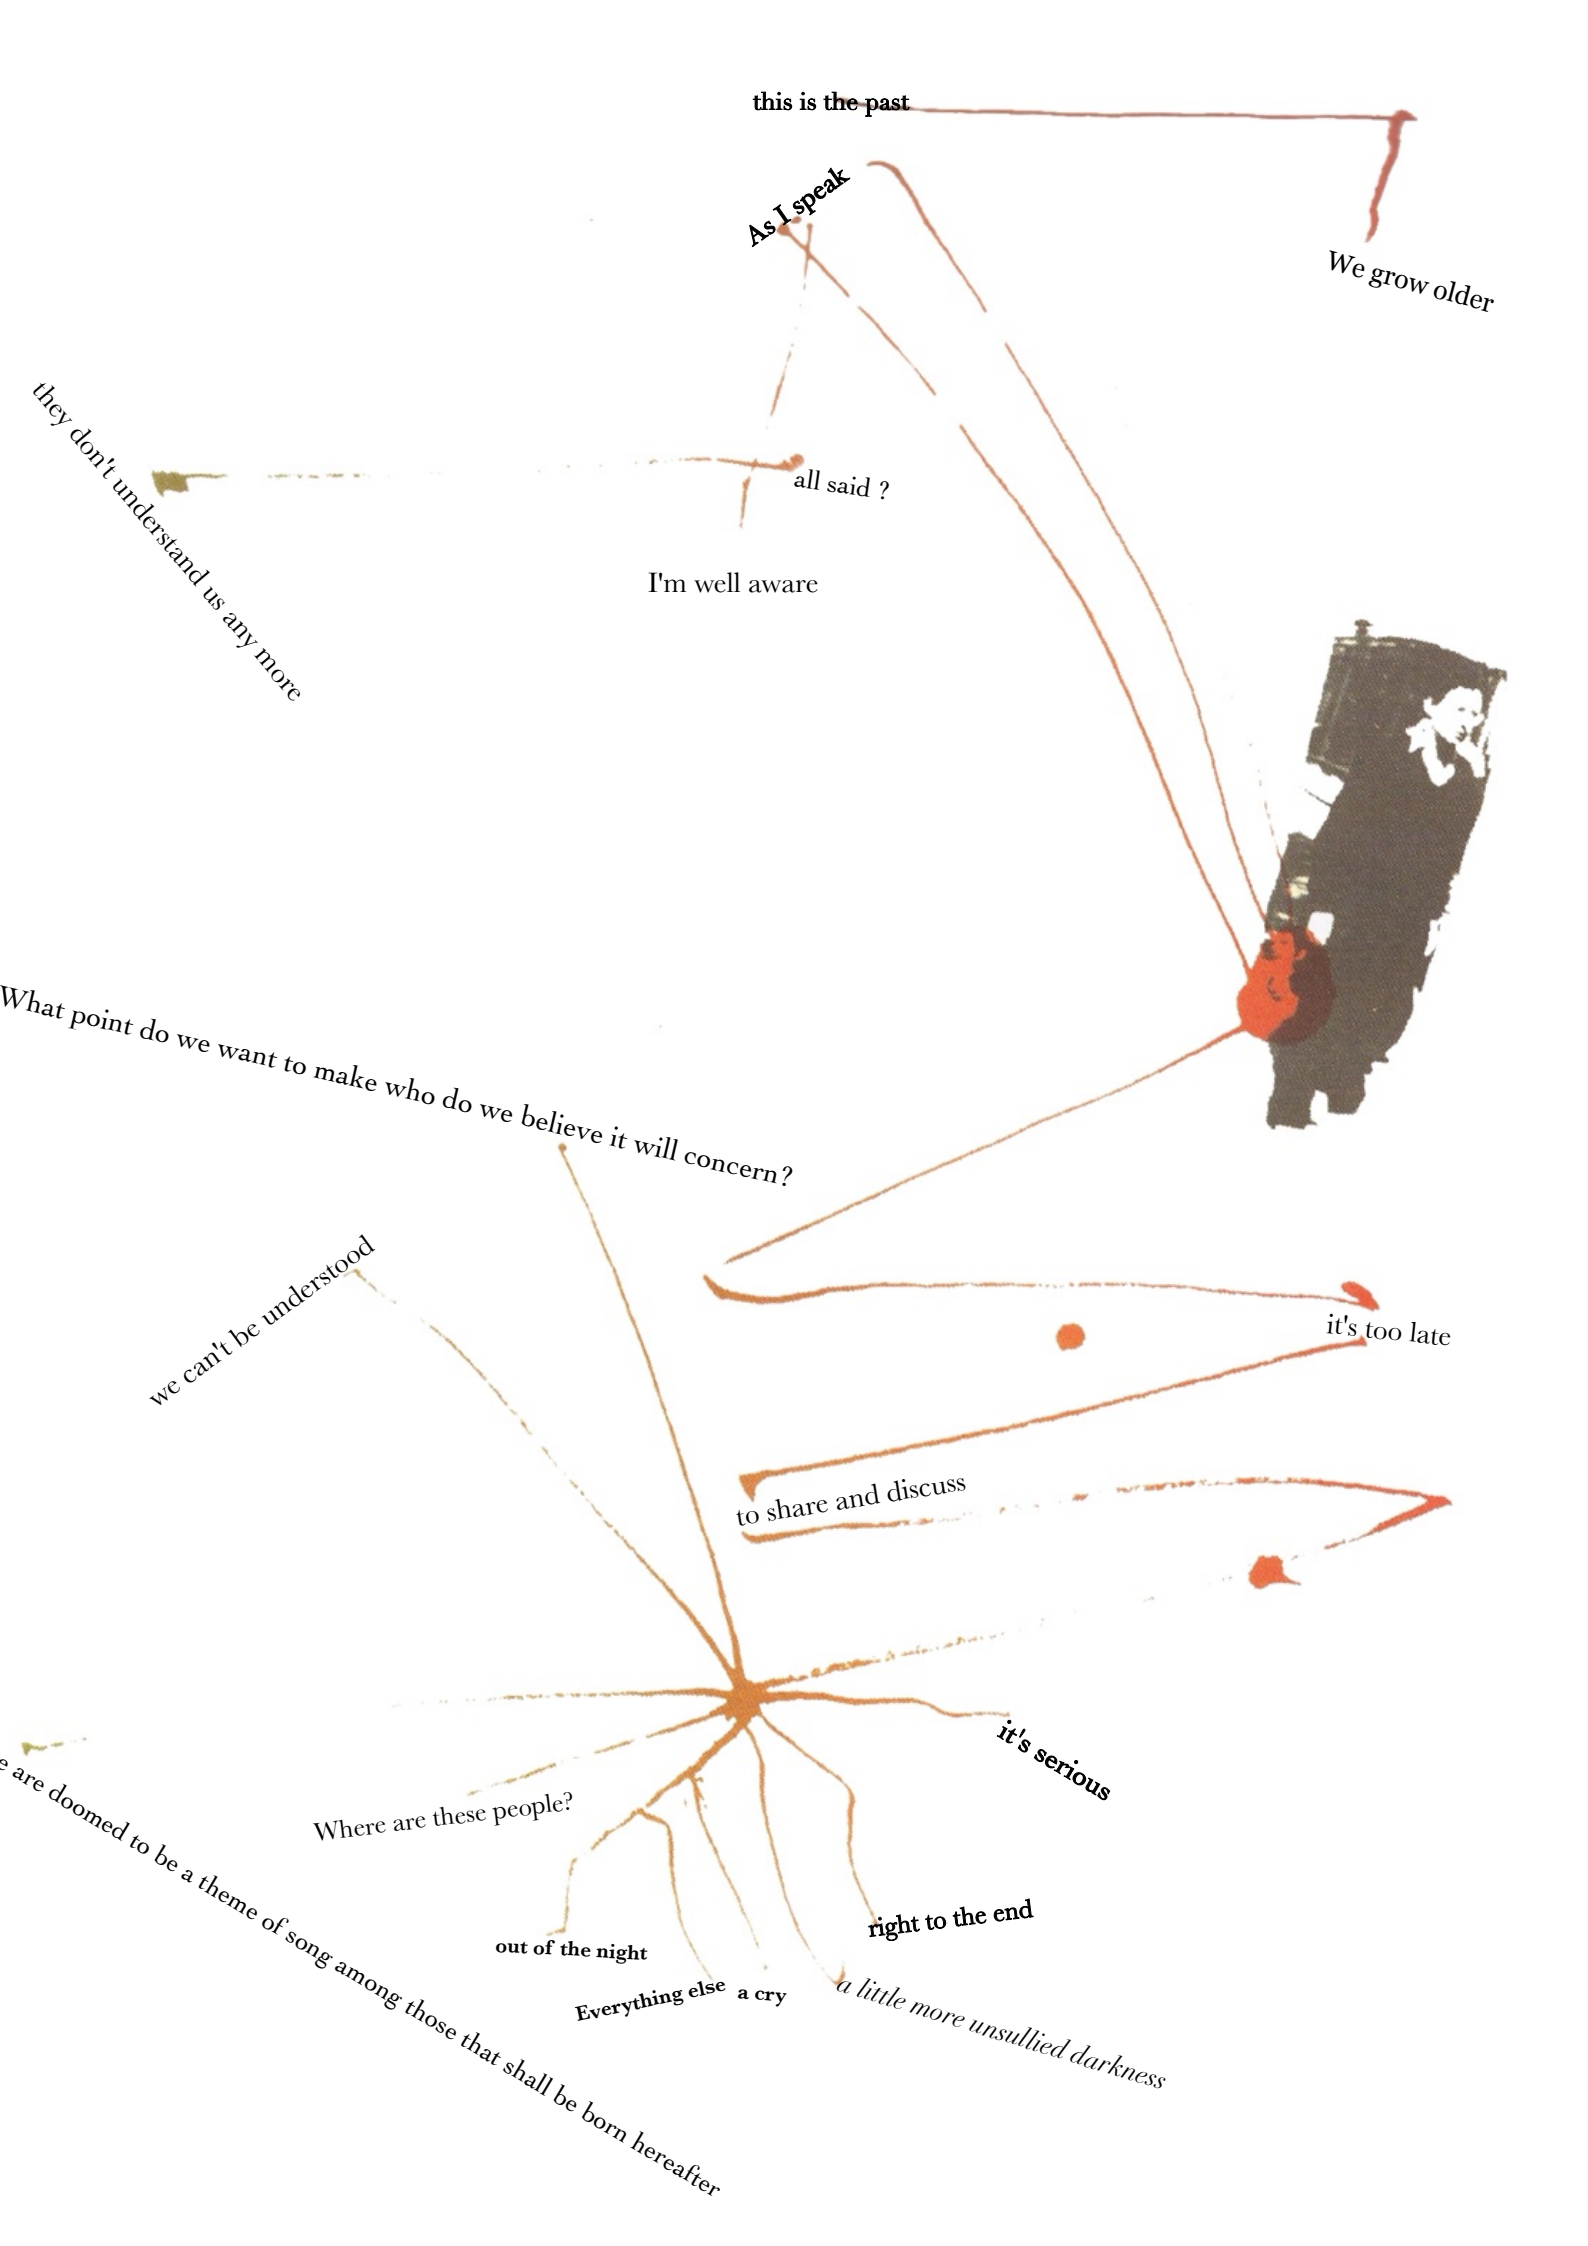 this is the past
As I speak
We grow older
they don't understand us any more
all said ?
I'm well aware
What point do we want to make who do we believe it will concern?
we can't be understood
it's too late
to share and discuss
it's serious
Where are these people?
e are doomed to be a theme of song among those that shall be born hereafter
right to the end
out of the night
Everything else
a cry
a little more unsullied darkness